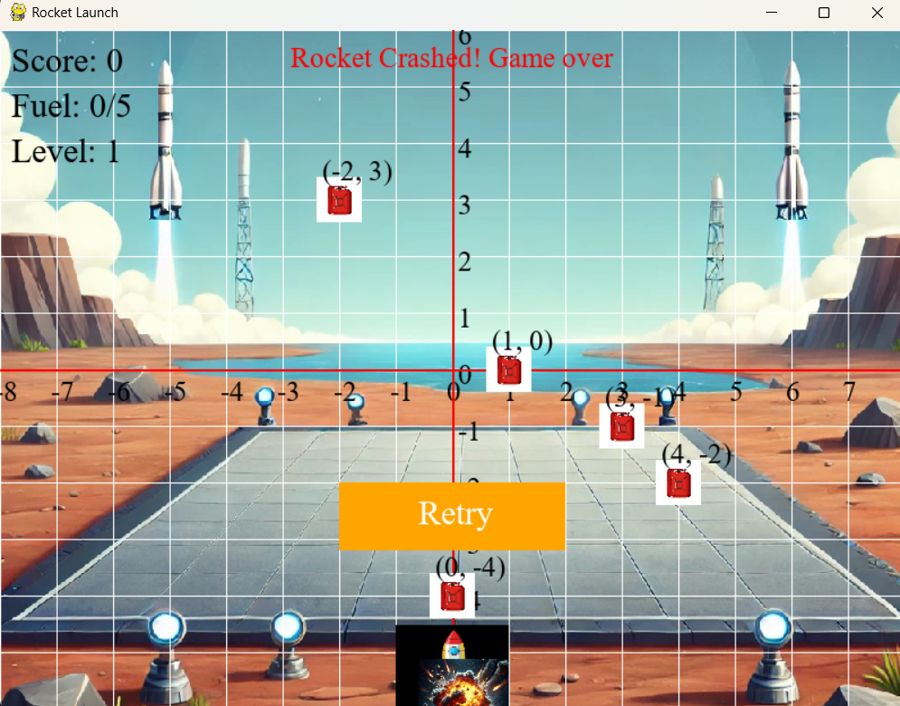 Rocket Launch
Score: 0
Rocket Crashed! Game over
Fuel: 0/5
Level: 1
6
5
4
(-2, 3)
3
2
1
(1, 0)
0
-8 -7 -6 -5 -4 -3 -2 -1 0 1 2 3 4 5 6 7
(3, -1)
-1
(4, -2)
Retry
(0, -4)